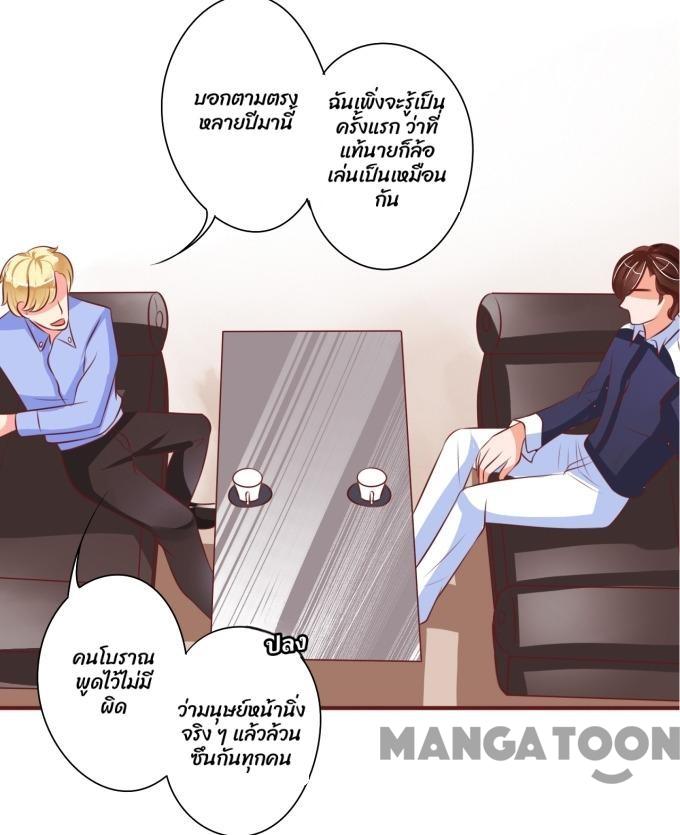 บอกตามตรง
หลายปีมานี้
ฉันเพิ่งจะรู้เป็น
ครั้งแรก ว่าที่
แท้นายก็ล้อ
เล่นเป็นเหมือน
กัน
คนโบราณ
พูดไว้ไม่มี
ผิด
ปลง
ว่ามนุษย์หน้านิ่ง
จริง ๆ แล้วล้วน
ซึนกันทุกคน
MANGATOON